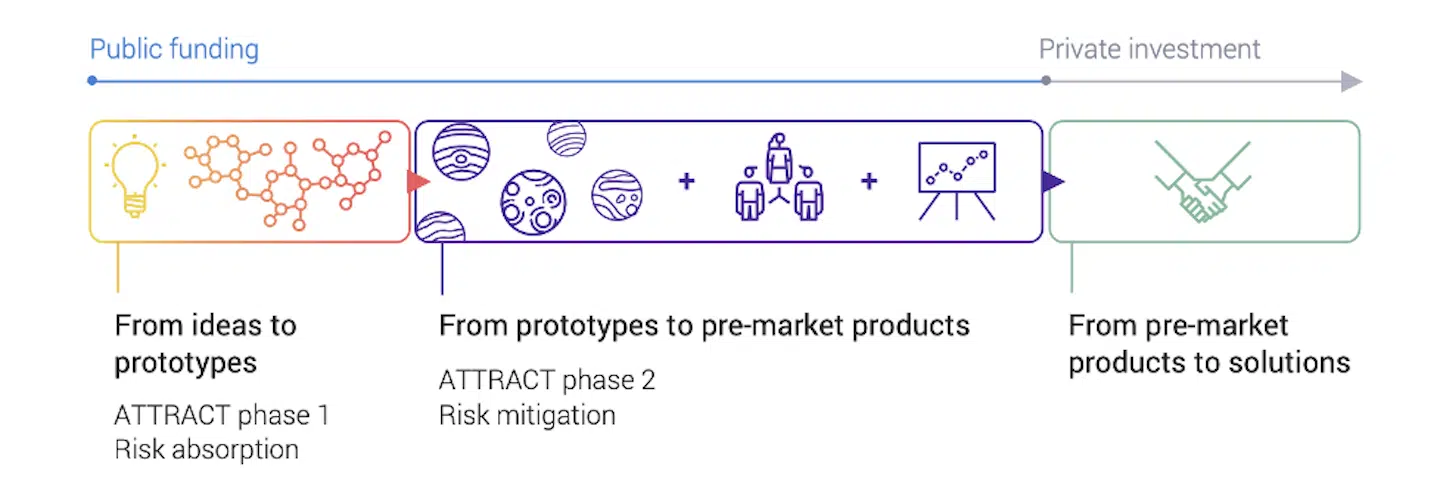 Public funding
Private investment
From ideas to
prototypes
ATTRACT phase 1
Risk absorption
From prototypes to pre-market products
ATTRACT phase 2
Risk mitigation
From pre-market
products to solutions